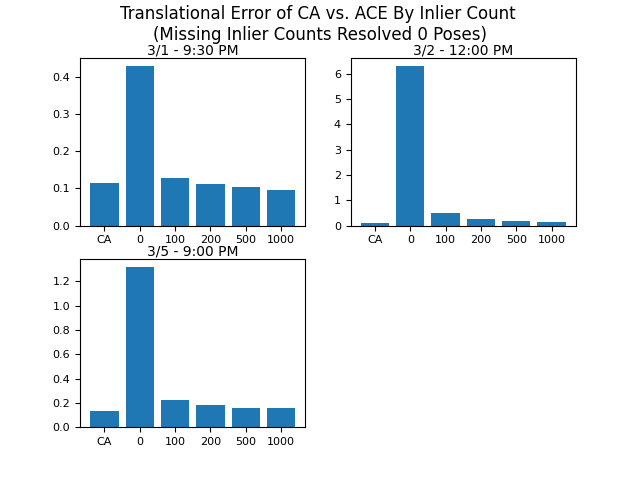 Translational Error of CA vs. ACE By Inlier Count
(Missing Inlier Counts Resolved 0 Poses)
3/1 - 9:30 PM
0.4
0.3
0.2
0.1
0.0
CA 0 100 200 500 1000
3/2 - 12:00 PM
6
5
4
3
2
1
0
CA 0 100 200 500 1000
3/5 - 9:00 PM
1.2
1.0
0.8
0.6
0.4
0.2
0.0
CA 0 100 200 500 1000